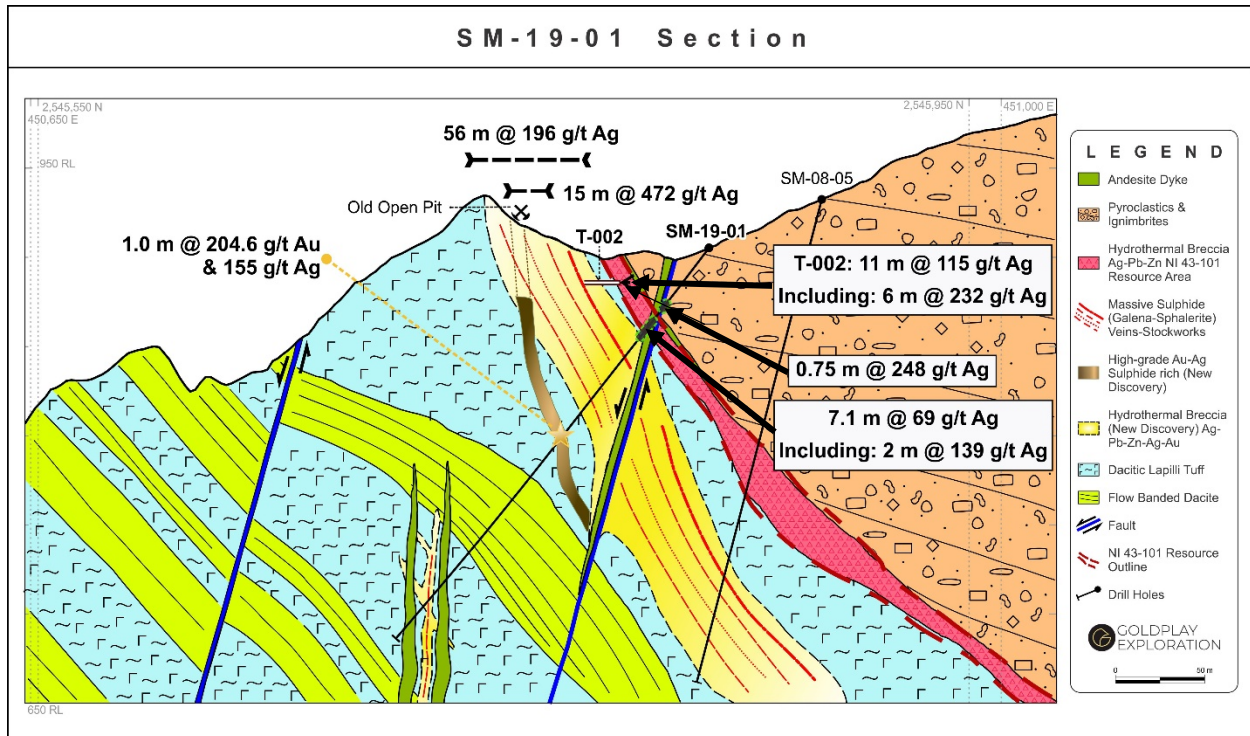 SM-19-01 Section
2,545,550 N
450,650 E
2,545,950 N
451,000 E
950 RL
56 m @ 196 g/t Ag
15 m @ 472 g/t Ag
Old Open Pit
T-002
SM-19-01
SM-08-05
1.0 m @ 204.6 g/t Au
& 155 g/t Ag
T-002: 11 m @ 115 g/t Ag
Including: 6 m @ 232 g/t Ag
0.75 m @ 248 g/t Ag
7.1 m @ 69 g/t Ag
Including: 2 m @ 139 g/t Ag
650 RL
LEGEND
Andesite Dyke
Pyroclastics &
Ignimbrites
Hydrothermal Breccia
Ag-Pb-Zn NI 43-101
Resource Area
Massive Sulphide
(Galena-Sphalerite)
Veins-Stockworks
High-grade Au-Ag
Sulphide rich (New
Discovery)
Hydrothermal Breccia
(New Discovery) Ag-
Pb-Zn-Ag-Au
Dacitic Lapilli Tuff
Flow Banded Dacite
Fault
NI 43-101 Resource
Outline
Drill Holes
GOLDPLAY
EXPLORATION
0 50 m